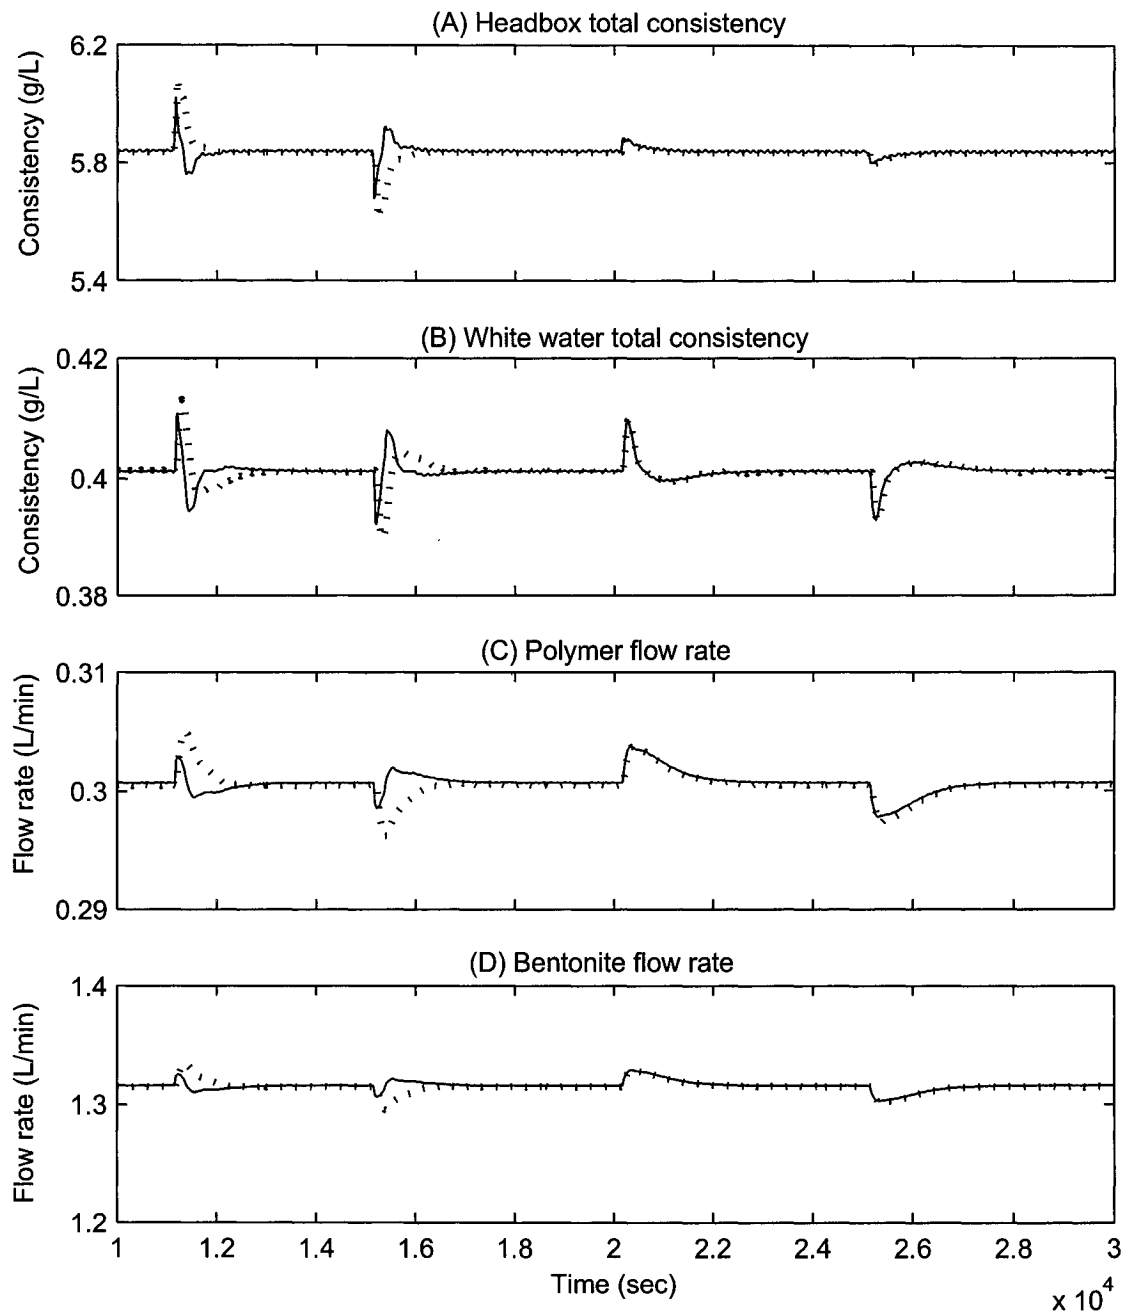 (A) Headbox total consistency
6.2
5.8
5.4
Consistency (g/L)
(B) White water total consistency
0.42
0.4
0.38
Consistency (g/L)
(C) Polymer flow rate
0.31
0.3
0.29
Flow rate (L/min)
(D) Bentonite flow rate
1.4
1.3
1.2
Flow rate (L/min)
1 1.2 1.4 1.6 1.8 2 2.2 2.4 2.6 2.8 3
Time (sec)
x 10⁴